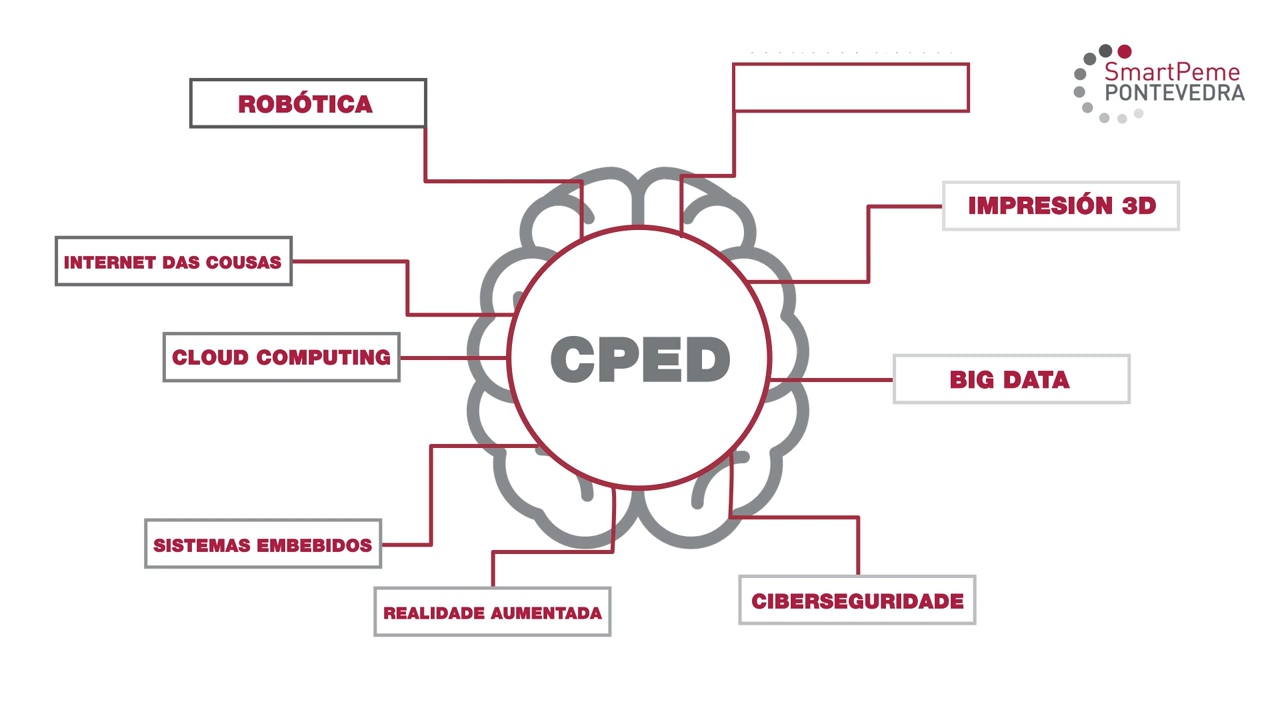 SmartPeme
PONTEVEDRA
ROBÓTICA
IMPRESIÓN 3D
INTERNET DAS COUSAS
CLOUD COMPUTING
CPED
BIG DATA
SISTEMAS EMBEBIDOS
REALIDADE AUMENTADA
CIBERSEGURIDADE